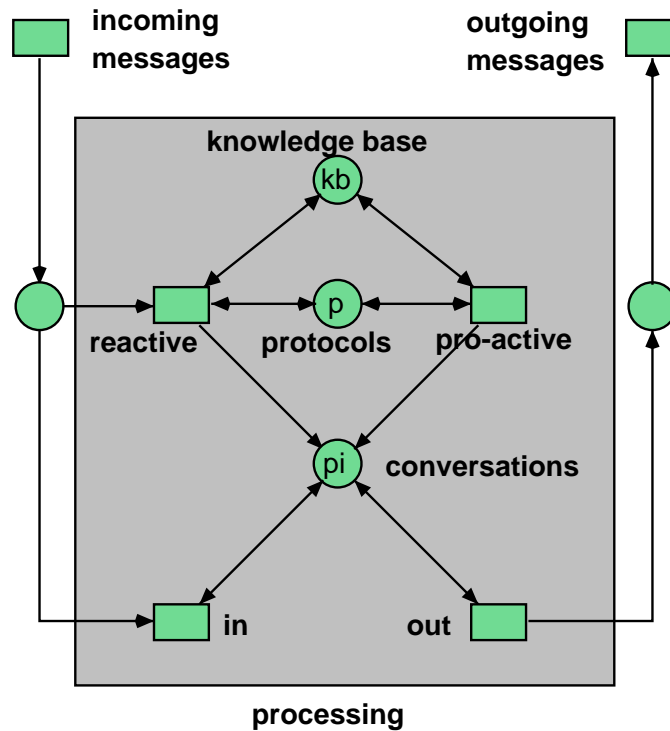 incoming
messages
outgoing
messages
knowledge base
kb
p
reactive
protocols
pro-active
pi
conversations
in
out
processing